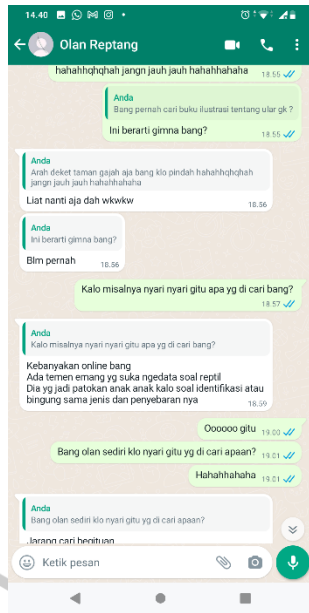 14.40
Olan Reptang
hahahhqhqhah jangn jauh jauh hahahhahaha 18.55
Anda
Bang pernah cari buku ilustrasi tentang ular gk ?
Ini berarti gimna bang? 18.55
Anda
Arah deket taman gajah aja bang klo pindah hahahhqhqhah
jangn jauh jauh hahahhahaha
Liat nanti aja dah wkwkw 18.56
Anda
Ini berarti gimna bang?
Blm pernah 18.56
Kalo misalnya nyari nyari gitu apa yg di cari bang?
18.57
Anda
Kalo misalnya nyari nyari gitu apa yg di cari bang?
Kebanyakan online bang
Ada temen emang yg suka ngedata soal reptil
Dia yg jadi patokan anak anak kalo soal identifikasi atau
bingung sama jenis dan penyebaran nya 18.59
Oooooo gitu 19.00
Bang olan sediri klo nyari gitu yg di cari apaan? 19.01
Hahahhahaha 19.01
Anda
Bang olan sediri klo nyari gitu yg di cari apaan?
Jarang cari begituan
Ketik pesan